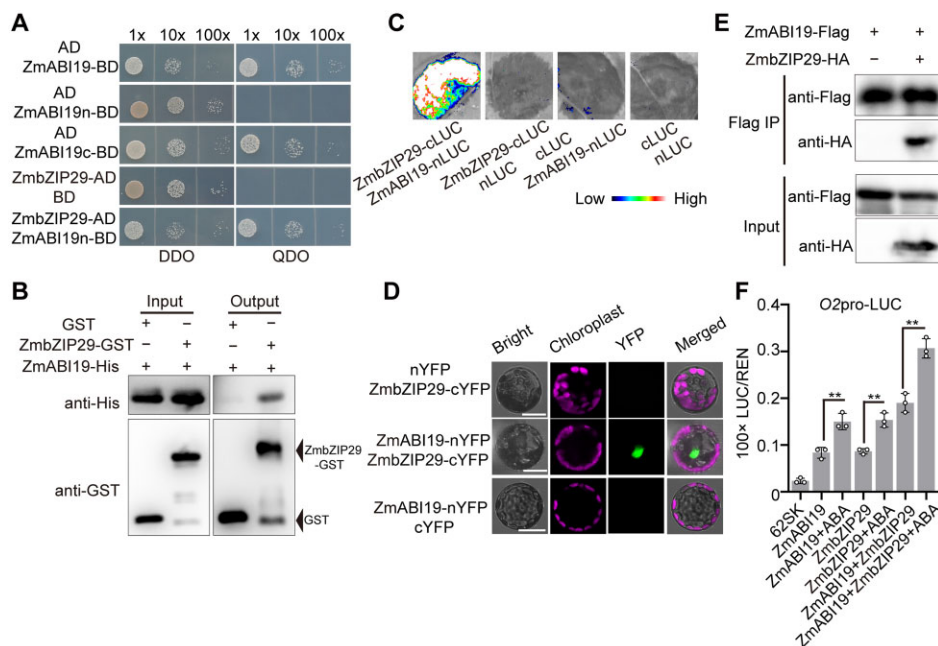 A
1x 10x 100x 1x 10x 100x
AD
ZmABI19-BD
AD
ZmABI19n-BD
AD
ZmABI19c-BD
ZmbZIP29-AD
BD
ZmbZIP29-AD
ZmABI19n-BD
DDO QDO
B
Input Output
GST + − + −
ZmbZIP29-GST − + − +
ZmABI19-His + + + +
anti-His
anti-GST
ZmbZIP29
-GST
GST
C
ZmbZIP29-cLUC
ZmABI19-nLUC
ZmbZIP29-cLUC
nLUC
cLUC
ZmABI19-nLUC
cLUC
nLUC
Low High
D
Bright Chloroplast YFP Merged
nYFP
ZmbZIP29-cYFP
ZmABI19-nYFP
ZmbZIP29-cYFP
ZmABI19-nYFP
cYFP
E
ZmABI19-Flag + +
ZmbZIP29-HA − +
Flag IP
anti-Flag
anti-HA
Input
anti-Flag
anti-HA
F
O2pro-LUC
100× LUC/REN
0.4
0.3
0.2
0.1
0.0
** ** **
62SK
ZmABI19
ZmABI19+ABA
ZmbZIP29
ZmbZIP29+ABA
ZmABI19+ZmbZIP29
ZmABI19+ZmbZIP29+ABA